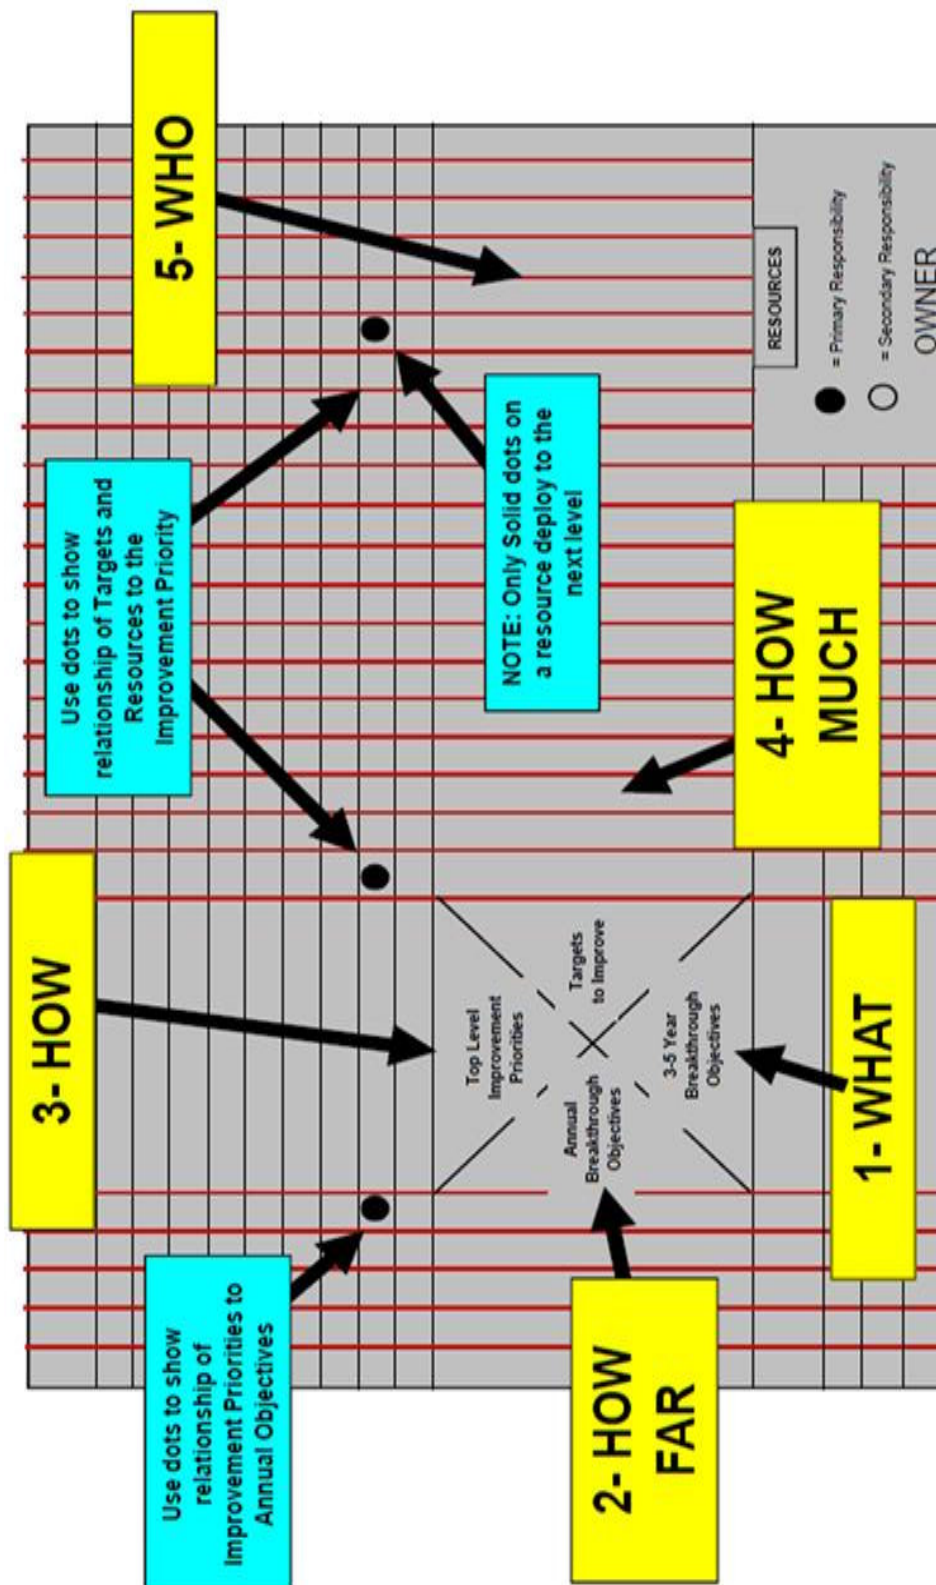 3- HOW
5- WHO
Use dots to show
relationship of Targets and
Resources to the
Improvement Priority
Use dots to show
relationship of
Improvement Priorities to
Annual Objectives
NOTE: Only Solid dots on
a resource deploy to the
next level
Top Level
Improvement
Priorities
Annual
Breakthrough
Objectives
Targets
to Improve
3-5 Year
Breakthrough
Objectives
2- HOW
FAR
4- HOW
MUCH
1- WHAT
RESOURCES
= Primary Responsibility
= Secondary Responsibility
OWNER